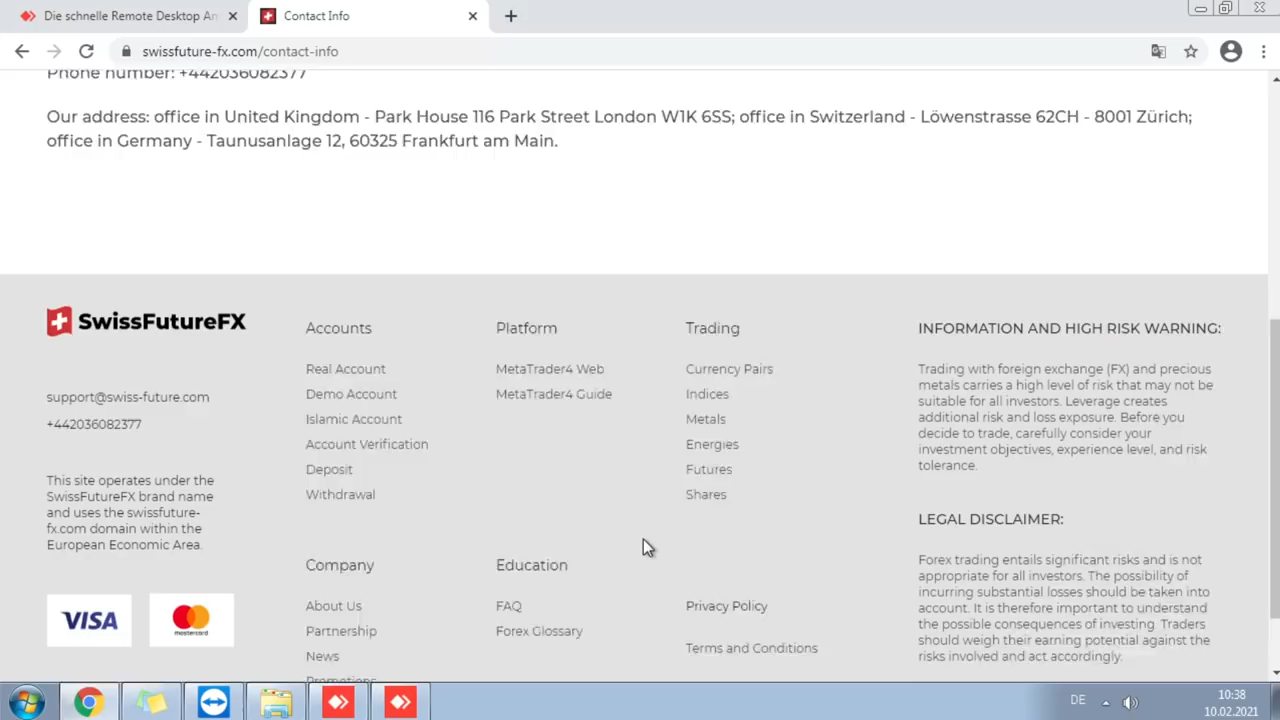 Die schnelle Remote Desktop An
Contact Info
swissfuture-fx.com/contact-info
Phone number: +442036082377
Our address: office in United Kingdom - Park House 116 Park Street London W1K 6SS; office in Switzerland - Löwenstrasse 62CH - 8001 Zürich;
office in Germany - Taunusanlage 12, 60325 Frankfurt am Main.
SwissFutureFX
support@swiss-future.com
+442036082377
This site operates under the
SwissFutureFX brand name
and uses the swissfuture-
fx.com domain within the
European Economic Area.
VISA
mastercard
Accounts
Real Account
Demo Account
Islamic Account
Account Verification
Deposit
Withdrawal
Platform
MetaTrader4 Web
MetaTrader4 Guide
Trading
Currency Pairs
Indices
Metals
Energies
Futures
Shares
Company
About Us
Partnership
News
Promotions
Education
FAQ
Forex Glossary
Privacy Policy
Terms and Conditions
INFORMATION AND HIGH RISK WARNING:
Trading with foreign exchange (FX) and precious
metals carries a high level of risk that may not be
suitable for all investors. Leverage creates
additional risk and loss exposure. Before you
decide to trade, carefully consider your
investment objectives, experience level, and risk
tolerance.
LEGAL DISCLAIMER:
Forex trading entails significant risks and is not
appropriate for all investors. The possibility of
incurring substantial losses should be taken into
account. It is therefore important to understand
the possible consequences of investing. Traders
should weigh their earning potential against the
risks involved and act accordingly.
DE
10:38
10.02.2021